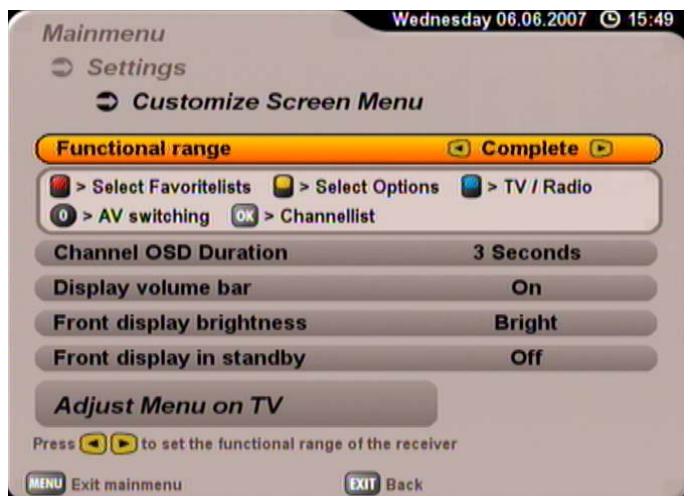 Wednesday 06.06.2007 15:49
Mainmenu
Settings
Customize Screen Menu
Functional range Complete
> Select Favoritelists > Select Options > TV / Radio
0 > AV switching OK > Channellist
Channel OSD Duration 3 Seconds
Display volume bar On
Front display brightness Bright
Front display in standby Off
Adjust Menu on TV
Press to set the functional range of the receiver
MENU Exit mainmenu EXIT Back